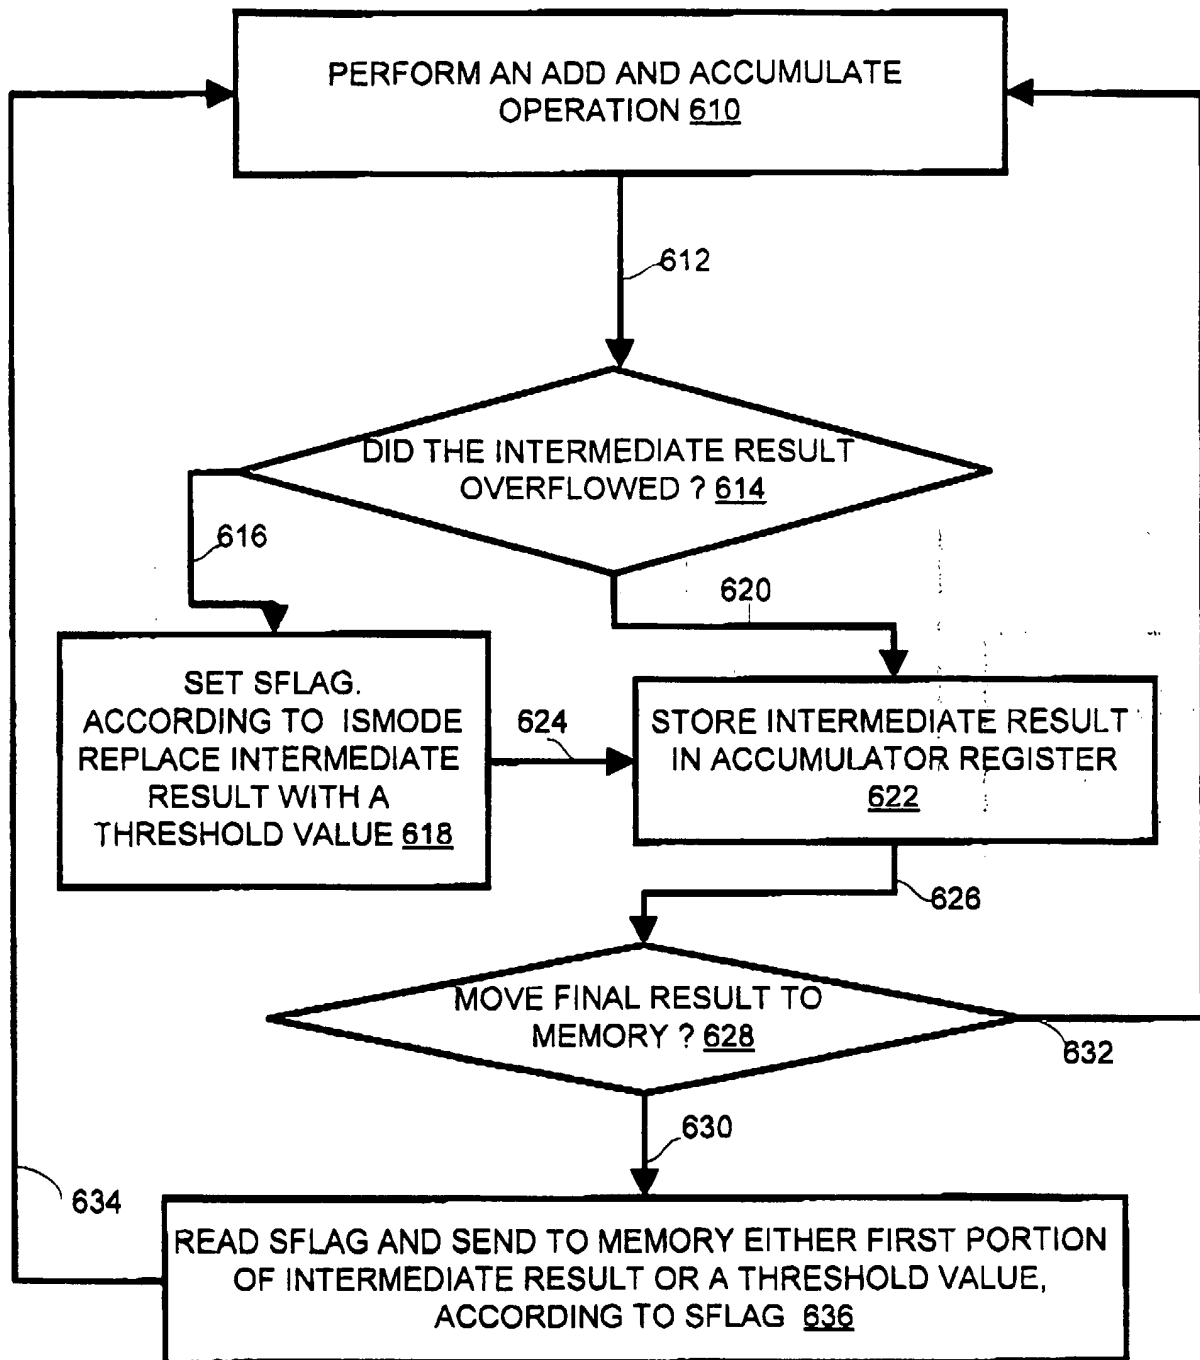 PERFORM AN ADD AND ACCUMULATE
OPERATION 610
612
DID THE INTERMEDIATE RESULT
OVERFLOWED ? 614
616
620
SET SFLAG.
ACCORDING TO ISMODE
REPLACE INTERMEDIATE
RESULT WITH A
THRESHOLD VALUE 618
624
STORE INTERMEDIATE RESULT
IN ACCUMULATOR REGISTER
622
626
MOVE FINAL RESULT TO
MEMORY ? 628
632
630
634
READ SFLAG AND SEND TO MEMORY EITHER FIRST PORTION
OF INTERMEDIATE RESULT OR A THRESHOLD VALUE,
ACCORDING TO SFLAG 636